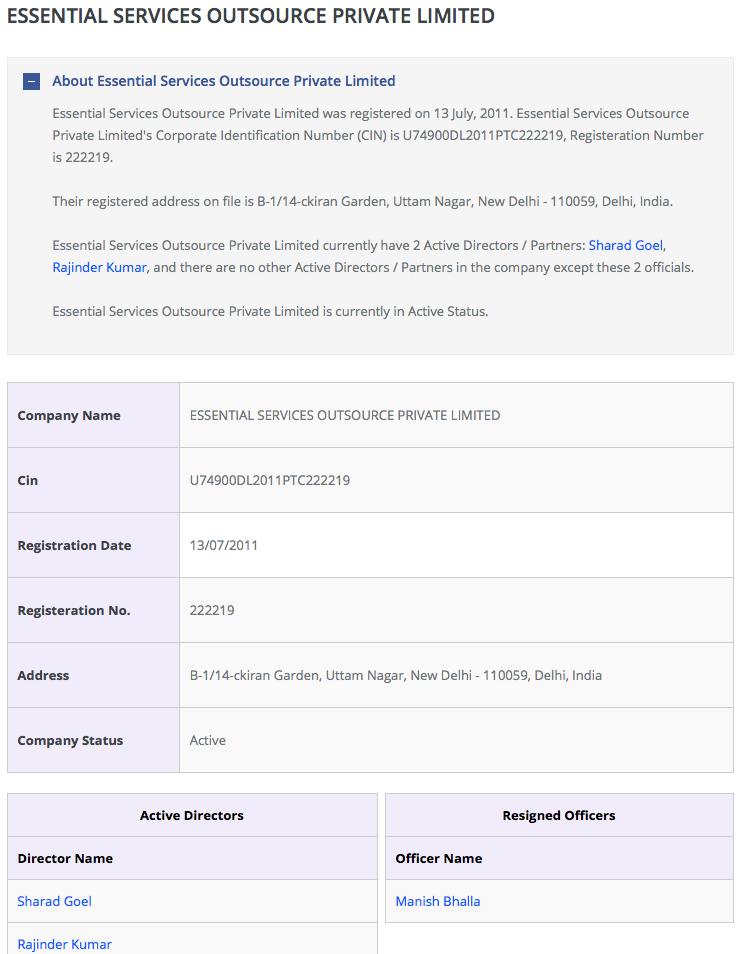 ESSENTIAL SERVICES OUTSOURCE PRIVATE LIMITED
About Essential Services Outsource Private Limited
Essential Services Outsource Private Limited was registered on 13 July, 2011. Essential Services Outsource
Private Limited's Corporate Identification Number (CIN) is U74900DL2011PTC222219, Registeration Number
is 222219.
Their registered address on file is B-1/14-ckiran Garden, Uttam Nagar, New Delhi - 110059, Delhi, India.
Essential Services Outsource Private Limited currently have 2 Active Directors / Partners: Sharad Goel,
Rajinder Kumar, and there are no other Active Directors / Partners in the company except these 2 officials.
Essential Services Outsource Private Limited is currently in Active Status.
Company Name ESSENTIAL SERVICES OUTSOURCE PRIVATE LIMITED
Cin U74900DL2011PTC222219
Registration Date 13/07/2011
Registeration No. 222219
Address B-1/14-ckiran Garden, Uttam Nagar, New Delhi - 110059, Delhi, India
Company Status Active
Active Directors
Director Name
Sharad Goel
Rajinder Kumar
Resigned Officers
Officer Name
Manish Bhalla